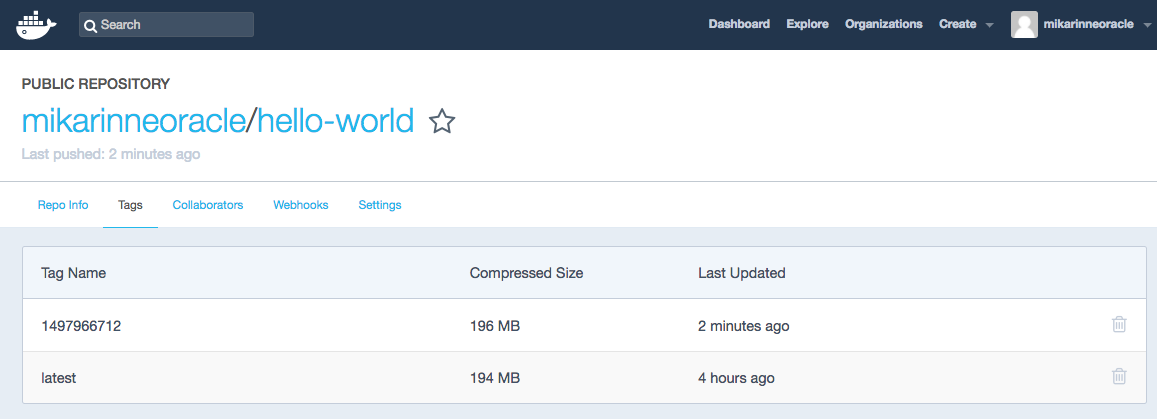 Search Dashboard Explore Organizations Create mikarinneoracle
PUBLIC REPOSITORY
mikarinneoracle/hello-world
Last pushed: 2 minutes ago
Repo Info Tags Collaborators Webhooks Settings
Tag Name Compressed Size Last Updated
1497966712 196 MB 2 minutes ago
latest 194 MB 4 hours ago